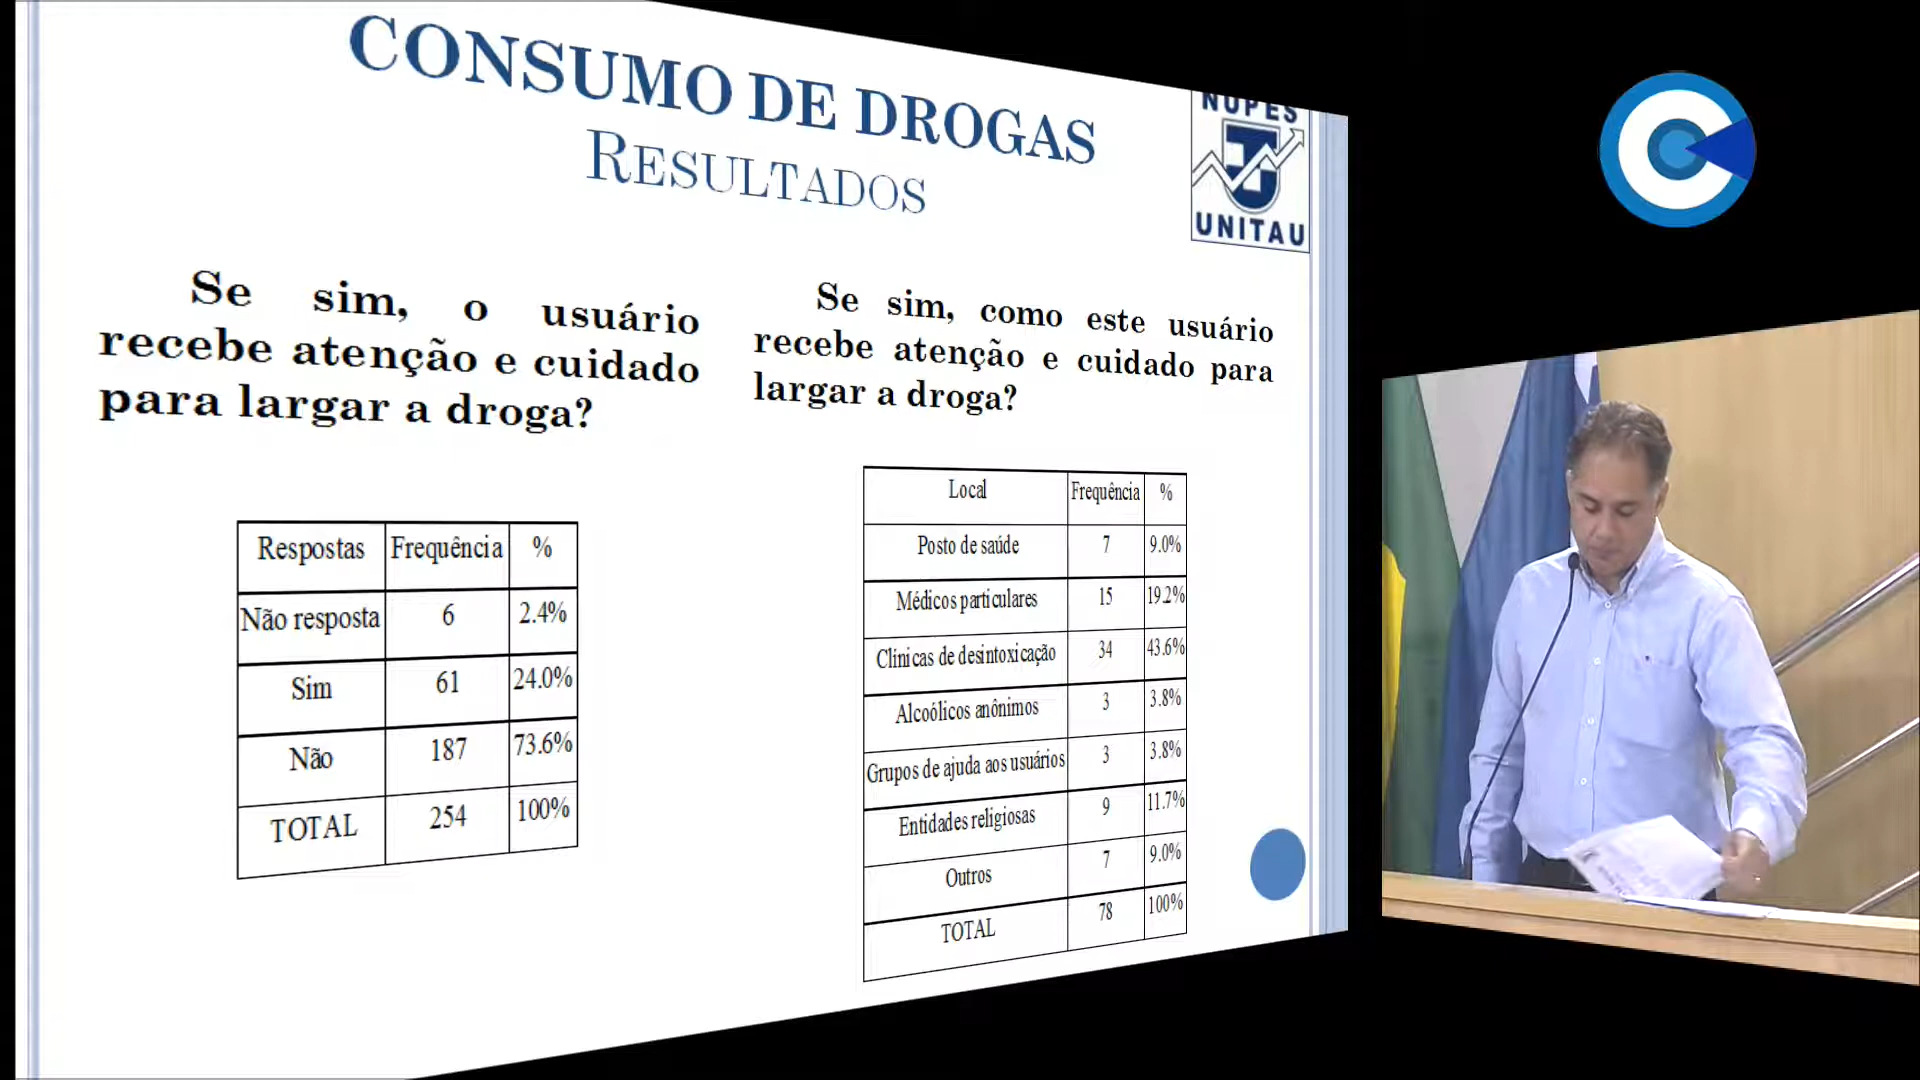 CONSUMO DE DROGAS
RESULTADOS
NUPES
UNITAU
Se sim, o usuário
recebe atenção e cuidado
para largar a droga?
Respostas Frequência %
Não resposta 6 2.4%
Sim 61 24.0%
Não 187 73.6%
TOTAL 254 100%
Se sim, como este usuário
recebe atenção e cuidado para
largar a droga?
Local Frequência %
Posto de saúde 7 9.0%
Médicos particulares 15 19.2%
Clínicas de desintoxicação 34 43.6%
Alcoólicos anônimos 3 3.8%
Grupos de ajuda aos usuários 3 3.8%
Entidades religiosas 9 11.7%
Outros 7 9.0%
TOTAL 78 100%